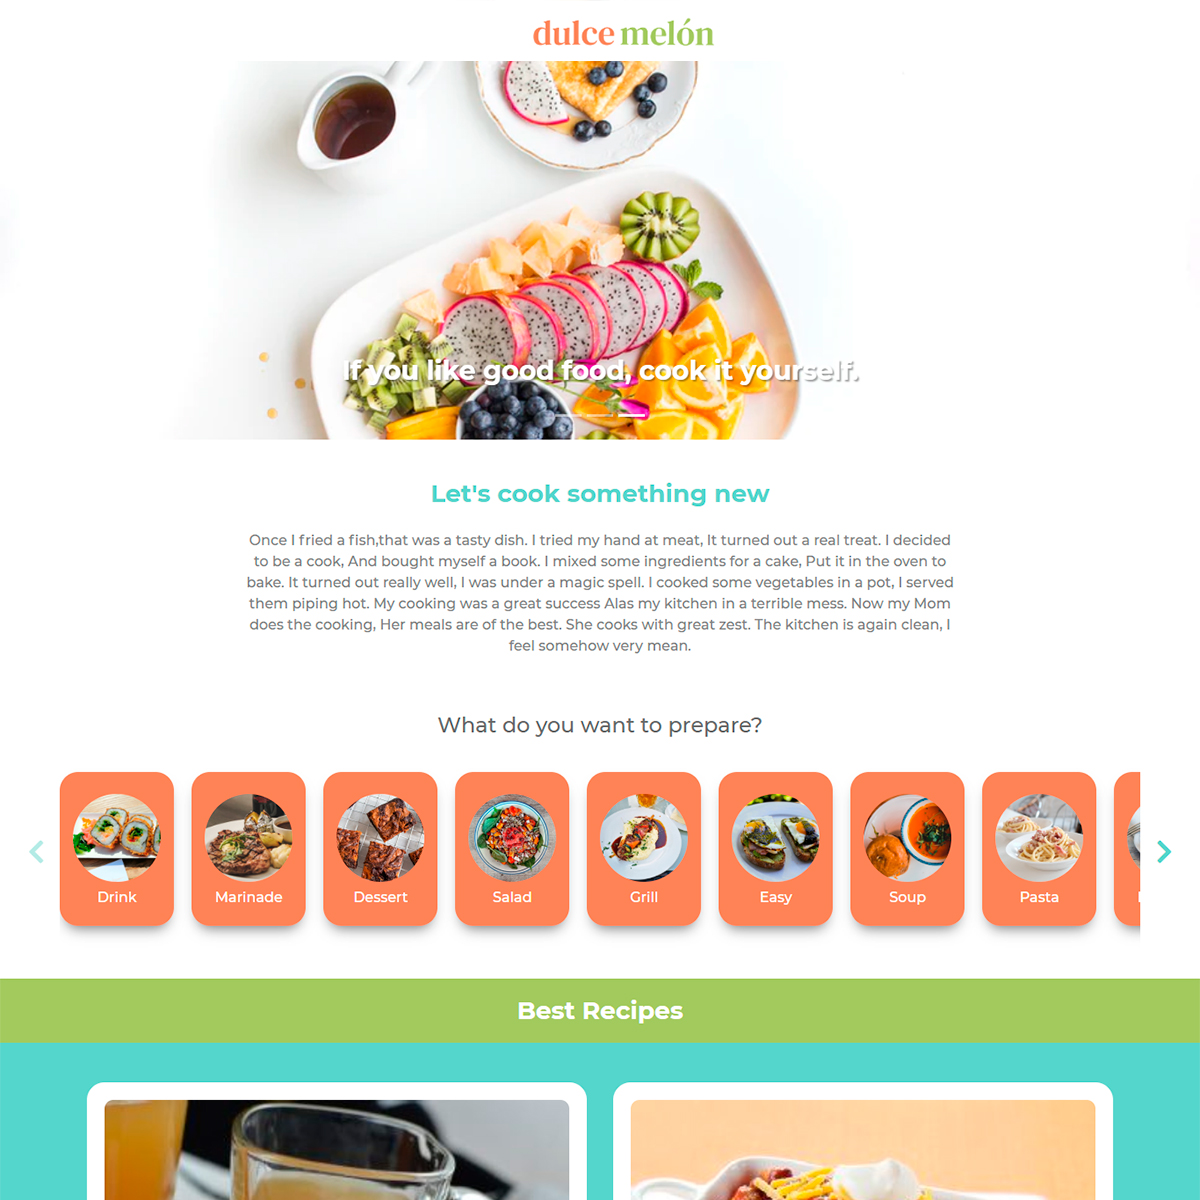 dulce melón
If you like good food, cook it yourself.
Let's cook something new
Once I fried a fish,that was a tasty dish. I tried my hand at meat, It turned out a real treat. I decided
to be a cook, And bought myself a book. I mixed some ingredients for a cake, Put it in the oven to
bake. It turned out really well, I was under a magic spell. I cooked some vegetables in a pot, I served
them piping hot. My cooking was a great success Alas my kitchen in a terrible mess. Now my Mom
does the cooking, Her meals are of the best. She cooks with great zest. The kitchen is again clean, I
feel somehow very mean.
What do you want to prepare?
Drink Marinade Dessert Salad Grill Easy Soup Pasta
Best Recipes